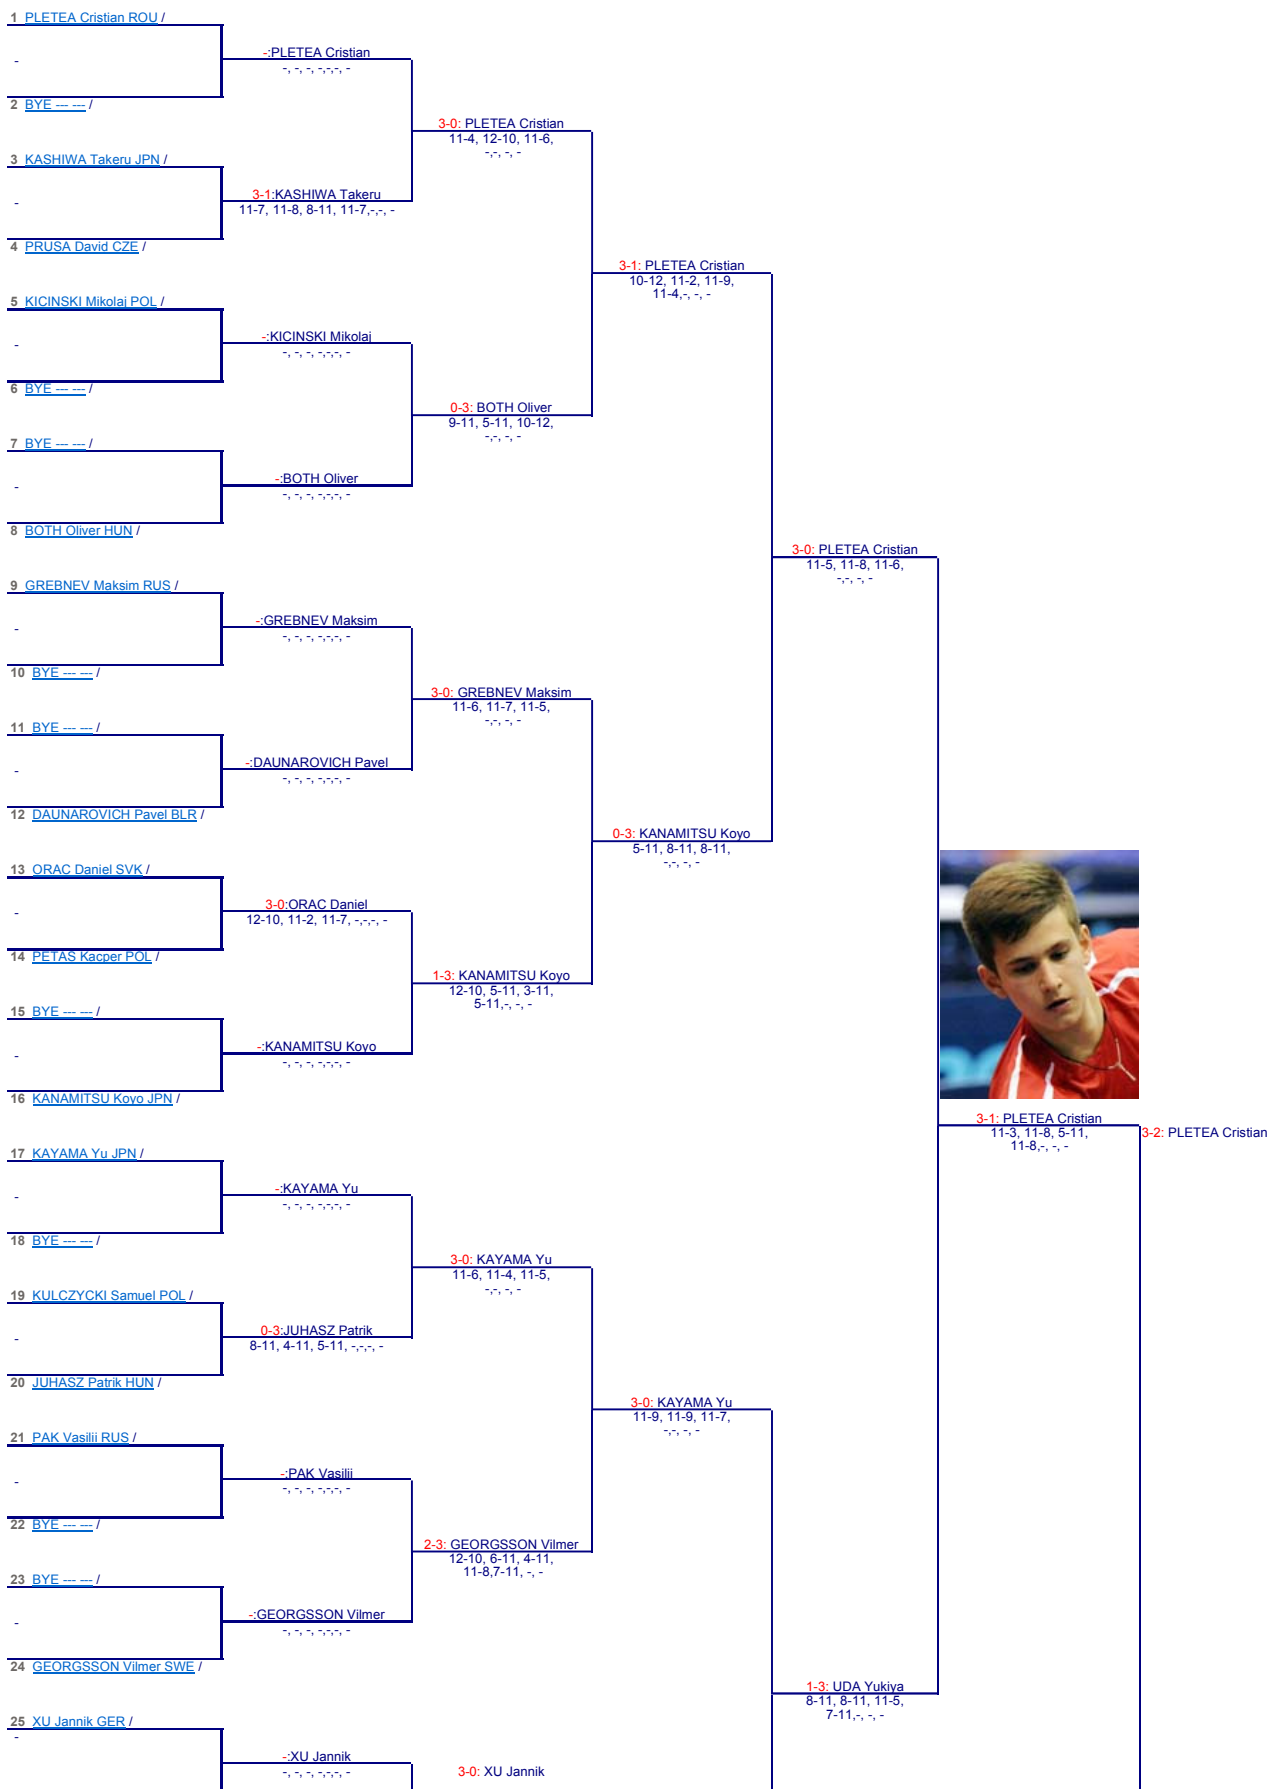 1 PLETEA Cristian ROU /
-:PLETEA Cristian
-
-, -, -, -,-,-, -
2 BYE --- --- /
3-0: PLETEA Cristian
11-4, 12-10, 11-6,
-,-, -, -
3 KASHIWA Takeru JPN /
3-1:KASHIWA Takeru
-
11-7, 11-8, 8-11, 11-7,-,-, -
4 PRUSA David CZE /
3-1: PLETEA Cristian
10-12, 11-2, 11-9,
11-4,-, -, -
5 KICINSKI Mikolaj POL /
-:KICINSKI Mikolaj
-
-, -, -, -,-,-, -
6 BYE --- --- /
0-3: BOTH Oliver
9-11, 5-11, 10-12,
-,-, -, -
7 BYE --- --- /
-:BOTH Oliver
-
-, -, -, -,-,-, -
8 BOTH Oliver HUN /
3-0: PLETEA Cristian
11-5, 11-8, 11-6,
-,-, -, -
9 GREBNEV Maksim RUS /
-:GREBNEV Maksim
-
-, -, -, -,-,-, -
10 BYE --- --- /
3-0: GREBNEV Maksim
11-6, 11-7, 11-5,
-,-, -, -
11 BYE --- --- /
-:DAUNAROVICH Pavel
-
-, -, -, -,-,-, -
12 DAUNAROVICH Pavel BLR /
0-3: KANAMITSU Koyo
5-11, 8-11, 8-11,
-,-, -, -
13 ORAC Daniel SVK /
3-0:ORAC Daniel
-
12-10, 11-2, 11-7, -,-,-, -
14 PETAS Kacper POL /
1-3: KANAMITSU Koyo
12-10, 5-11, 3-11,
5-11,-, -, -
15 BYE --- --- /
-:KANAMITSU Koyo
-
-, -, -, -,-,-, -
16 KANAMITSU Koyo JPN /
3-1: PLETEA Cristian
11-3, 11-8, 5-11,
11-8,-, -, -
3-2: PLETEA Cristian
17 KAYAMA Yu JPN /
-:KAYAMA Yu
-
-, -, -, -,-,-, -
18 BYE --- --- /
3-0: KAYAMA Yu
11-6, 11-4, 11-5,
-,-, -, -
19 KULCZYCKI Samuel POL /
0-3:JUHASZ Patrik
-
8-11, 4-11, 5-11, -,-,-, -
20 JUHASZ Patrik HUN /
3-0: KAYAMA Yu
11-9, 11-9, 11-7,
-,-, -, -
21 PAK Vasilii RUS /
-:PAK Vasilii
-
-, -, -, -,-,-, -
22 BYE --- --- /
2-3: GEORGSSON Vilmer
12-10, 6-11, 4-11,
11-8,7-11, -, -
23 BYE --- --- /
-:GEORGSSON Vilmer
-
-, -, -, -,-,-, -
24 GEORGSSON Vilmer SWE /
1-3: UDA Yukiya
8-11, 8-11, 11-5,
7-11,-, -, -
25 XU Jannik GER /
-
-:XU Jannik
-, -, -, -,-,-, -
3-0: XU Jannik